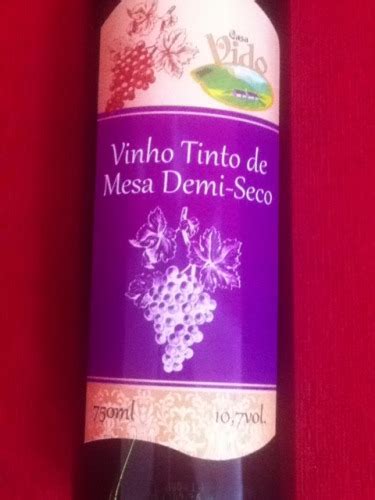 Casa
Vido
Vinho Tinto de
Mesa Demi-Seco
750ml
10,7vol.